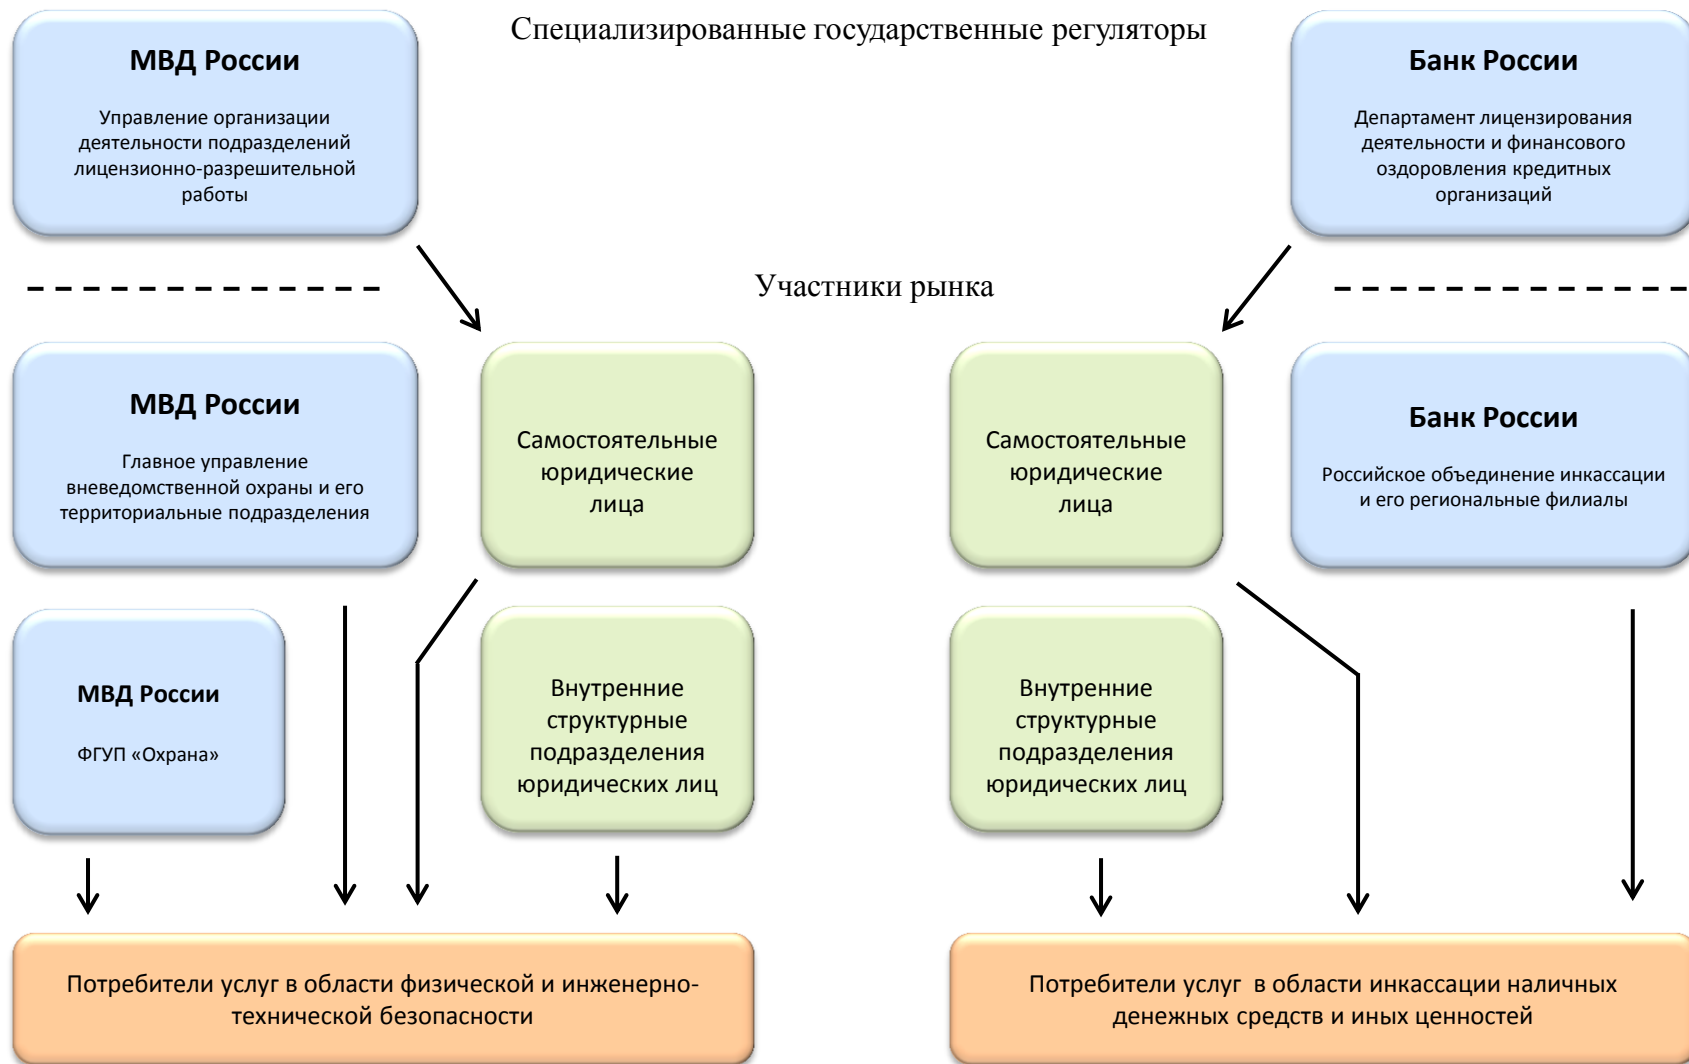 Специализированные государственные регуляторы
МВД России
Управление организации
деятельности подразделений
лицензионно-разрешительной
работы
Банк России
Департамент лицензирования
деятельности и финансового
оздоровления кредитных
организаций
Участники рынка
МВД России
Главное управление
вневедомственной охраны и его
территориальные подразделения
Самостоятельные
юридические
лица
Самостоятельные
юридические
лица
Банк России
Российское объединение инкассации
и его региональные филиалы
МВД России
ФГУП «Охрана»
Внутренние
структурные
подразделения
юридических лиц
Внутренние
структурные
подразделения
юридических лиц
Потребители услуг в области физической и инженерно-
технической безопасности
Потребители услуг в области инкассации наличных
денежных средств и иных ценностей